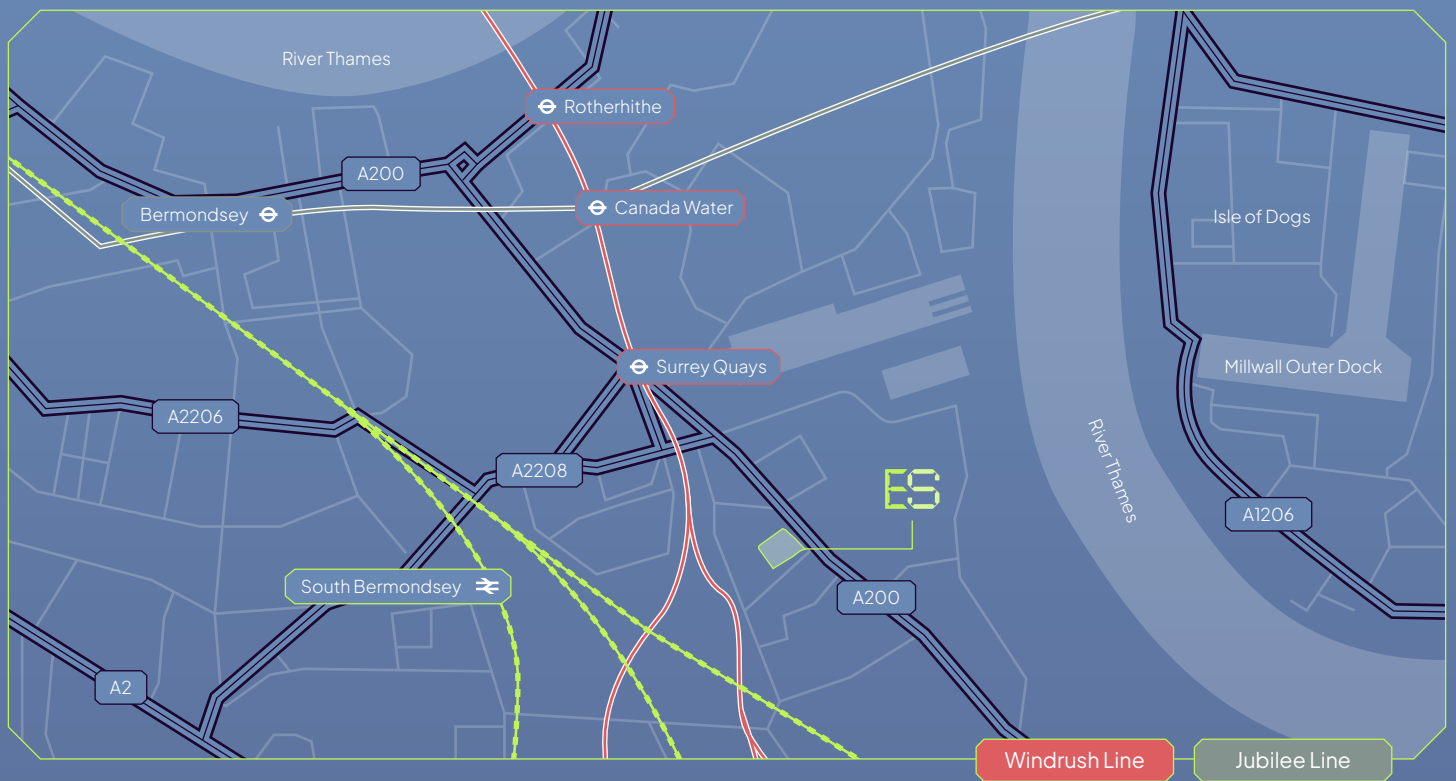 River Thames
Rotherhithe
A200
Bermondsey
Canada Water
Isle of Dogs
Surrey Quays
Millwall Outer Dock
A2206
A2208
River Thames
ES
A1206
South Bermondsey
A200
A2
Windrush Line
Jubilee Line